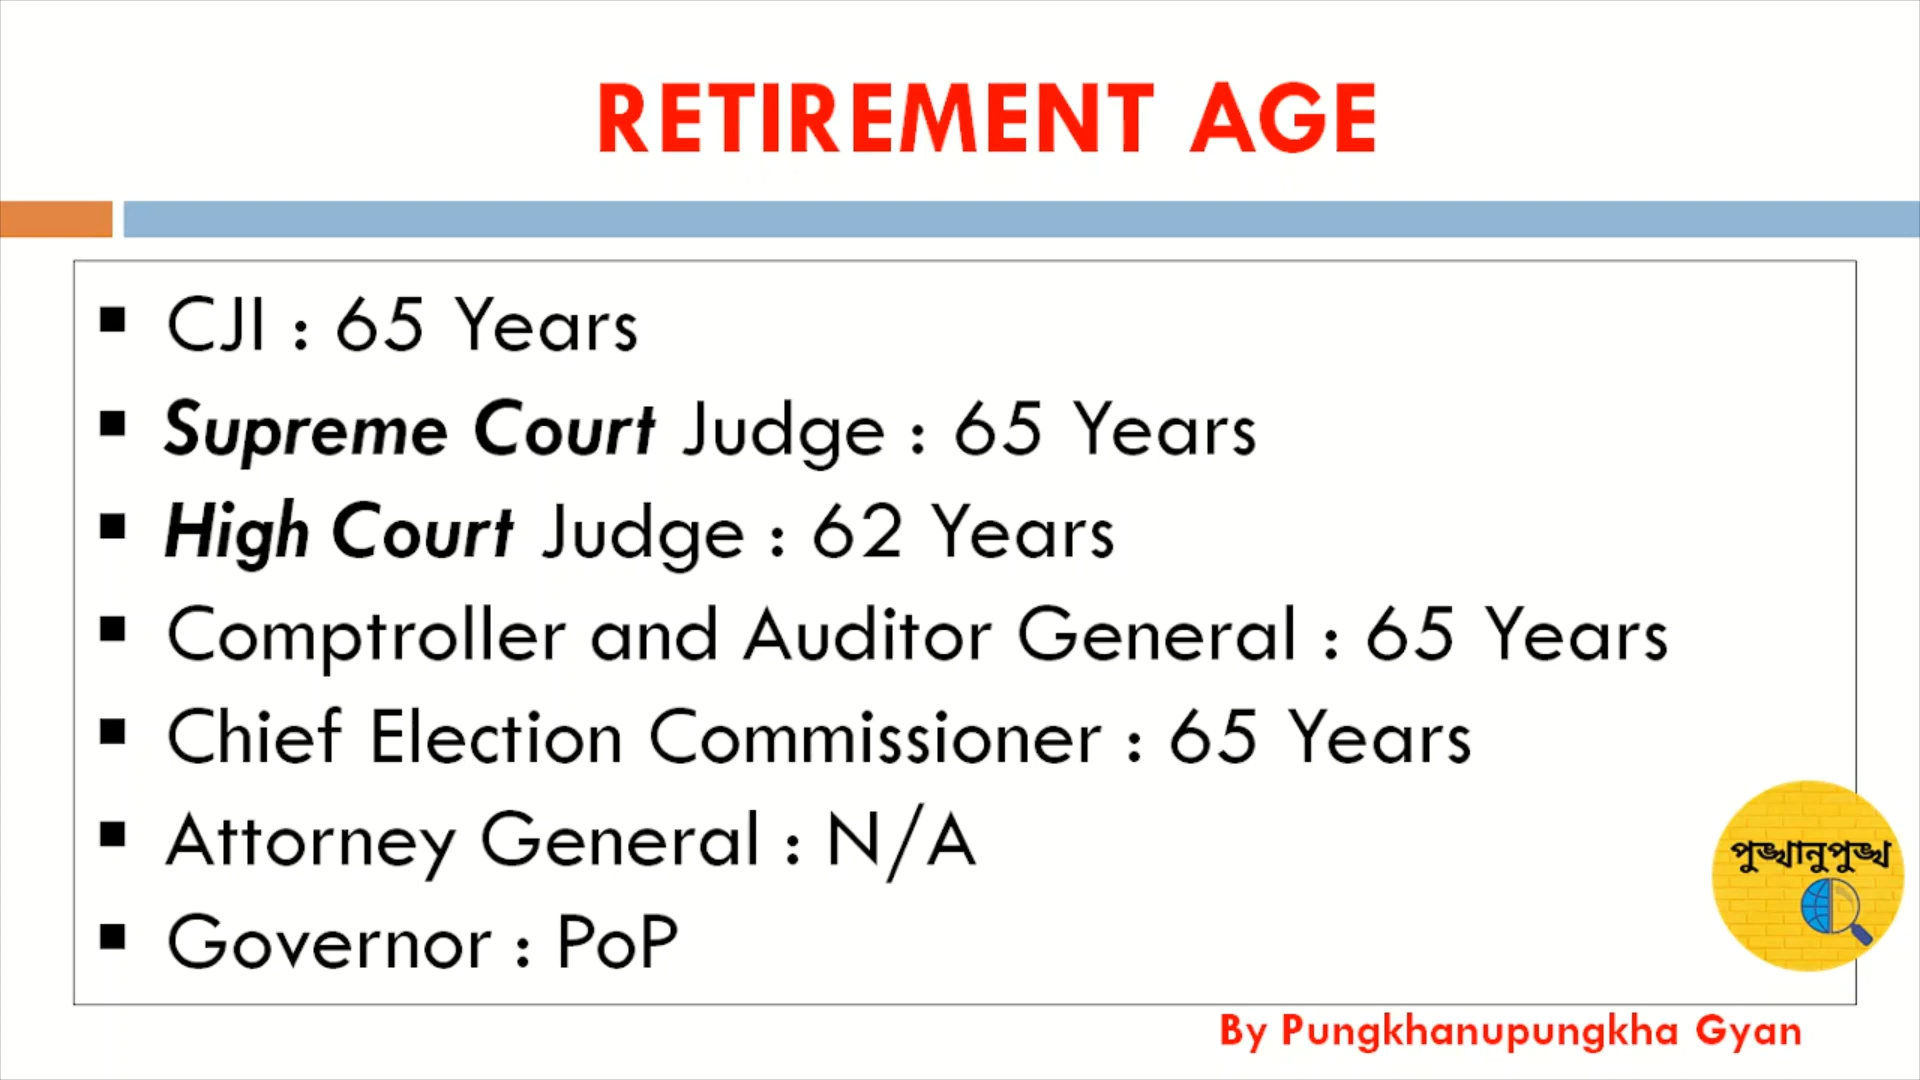 RETIREMENT AGE
▪ CJI : 65 Years
▪ Supreme Court Judge : 65 Years
▪ High Court Judge : 62 Years
▪ Comptroller and Auditor General : 65 Years
▪ Chief Election Commissioner : 65 Years
▪ Attorney General : N/A
▪ Governor : PoP
পুঙ্খানুপুঙ্খ
By Pungkhanupungkha Gyan